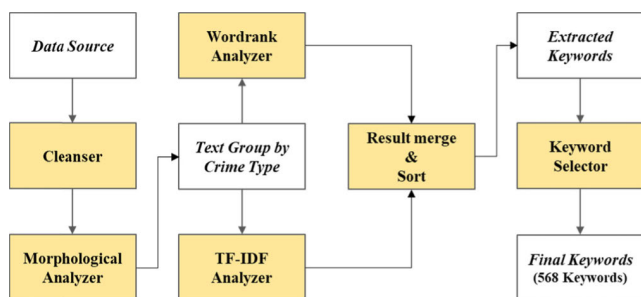 Data Source
Cleanser
Morphological
Analyzer
Wordrank
Analyzer
Text Group by
Crime Type
TF-IDF
Analyzer
Result merge
&
Sort
Extracted
Keywords
Keyword
Selector
Final Keywords
(568 Keywords)